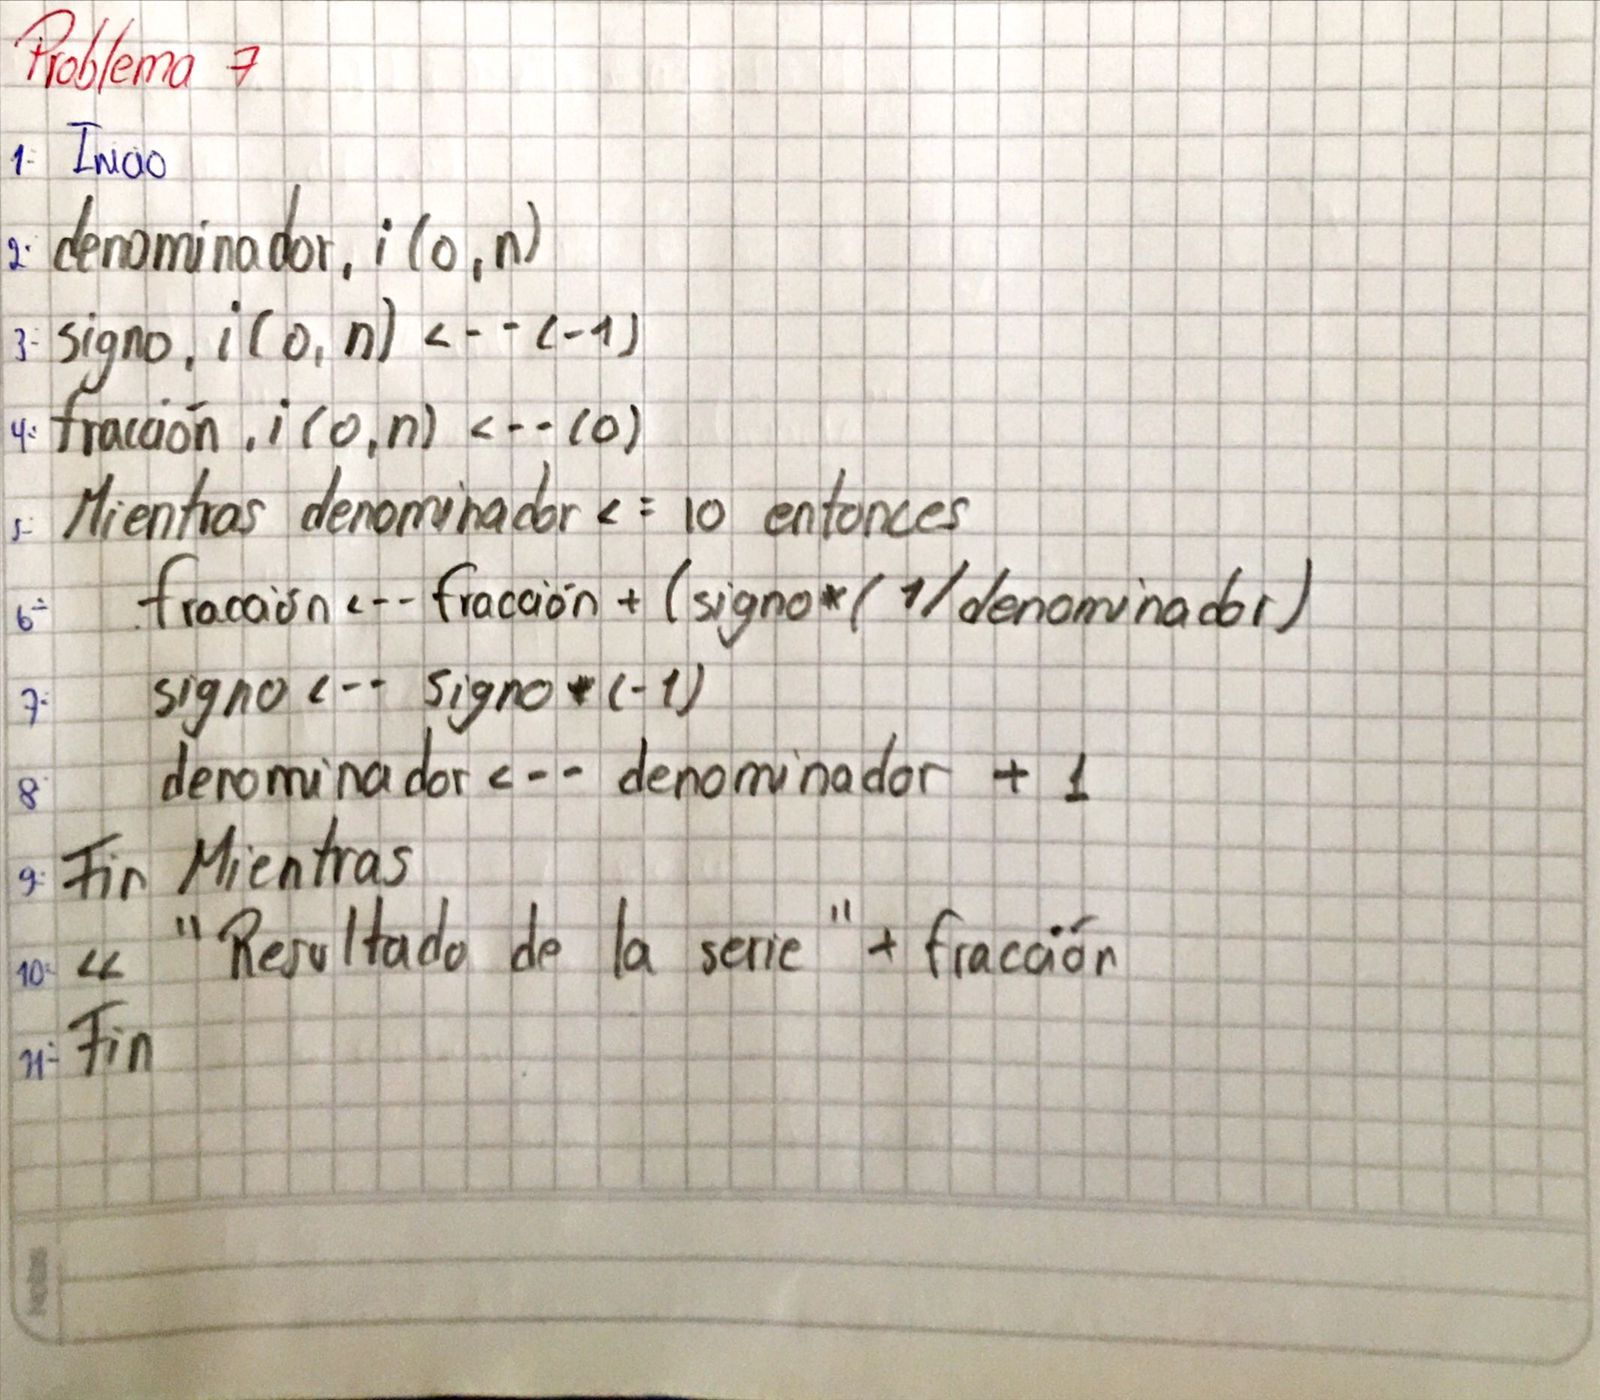 Problema 7
1- Inicio
2- denominador, i (0, n)
3- signo, i (0, n) <-- (-1)
4- fracción, i (0, n) <-- (0)
5- Mientras denominador <= 10 entonces
6- fracción <-- fracción + (signo*(1/denominador)
7- signo <-- signo*(-1)
8 denominador <-- denominador + 1
9- Fin Mientras
10- << "Resultado de la serie" + fracción
11- Fin
Notes